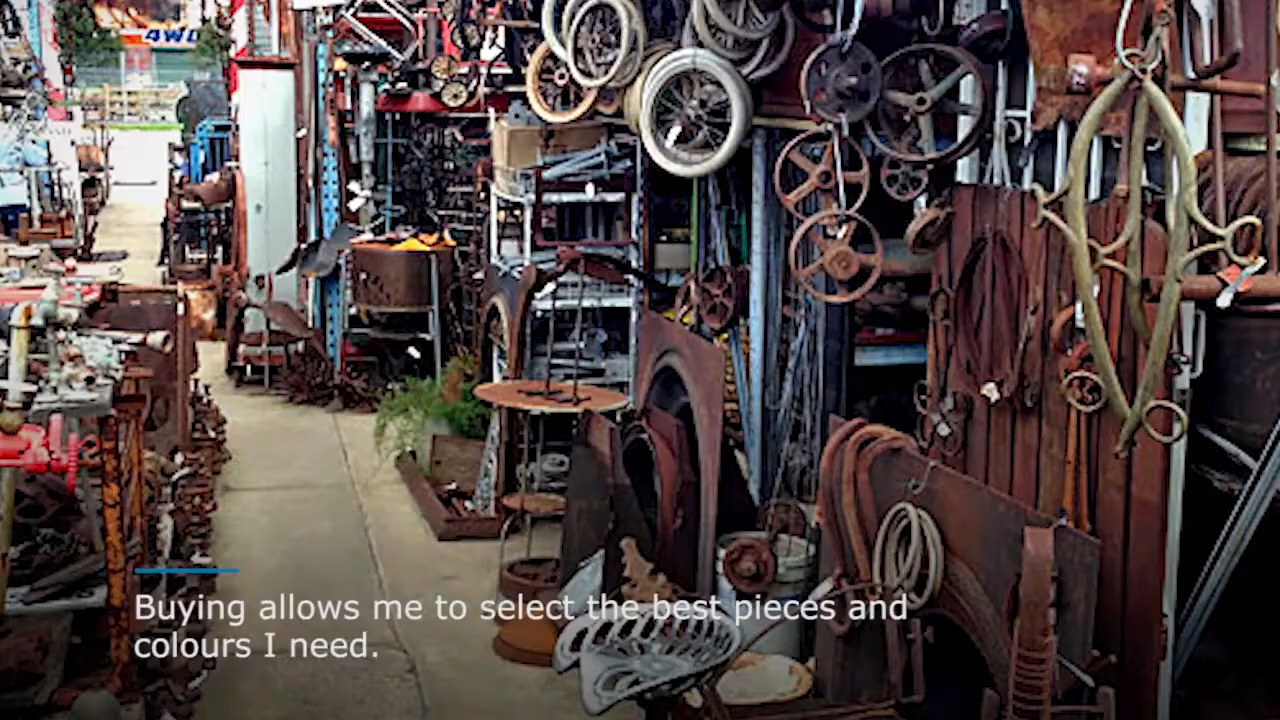 4WD
Buying allows me to select the best pieces and
colours I need.